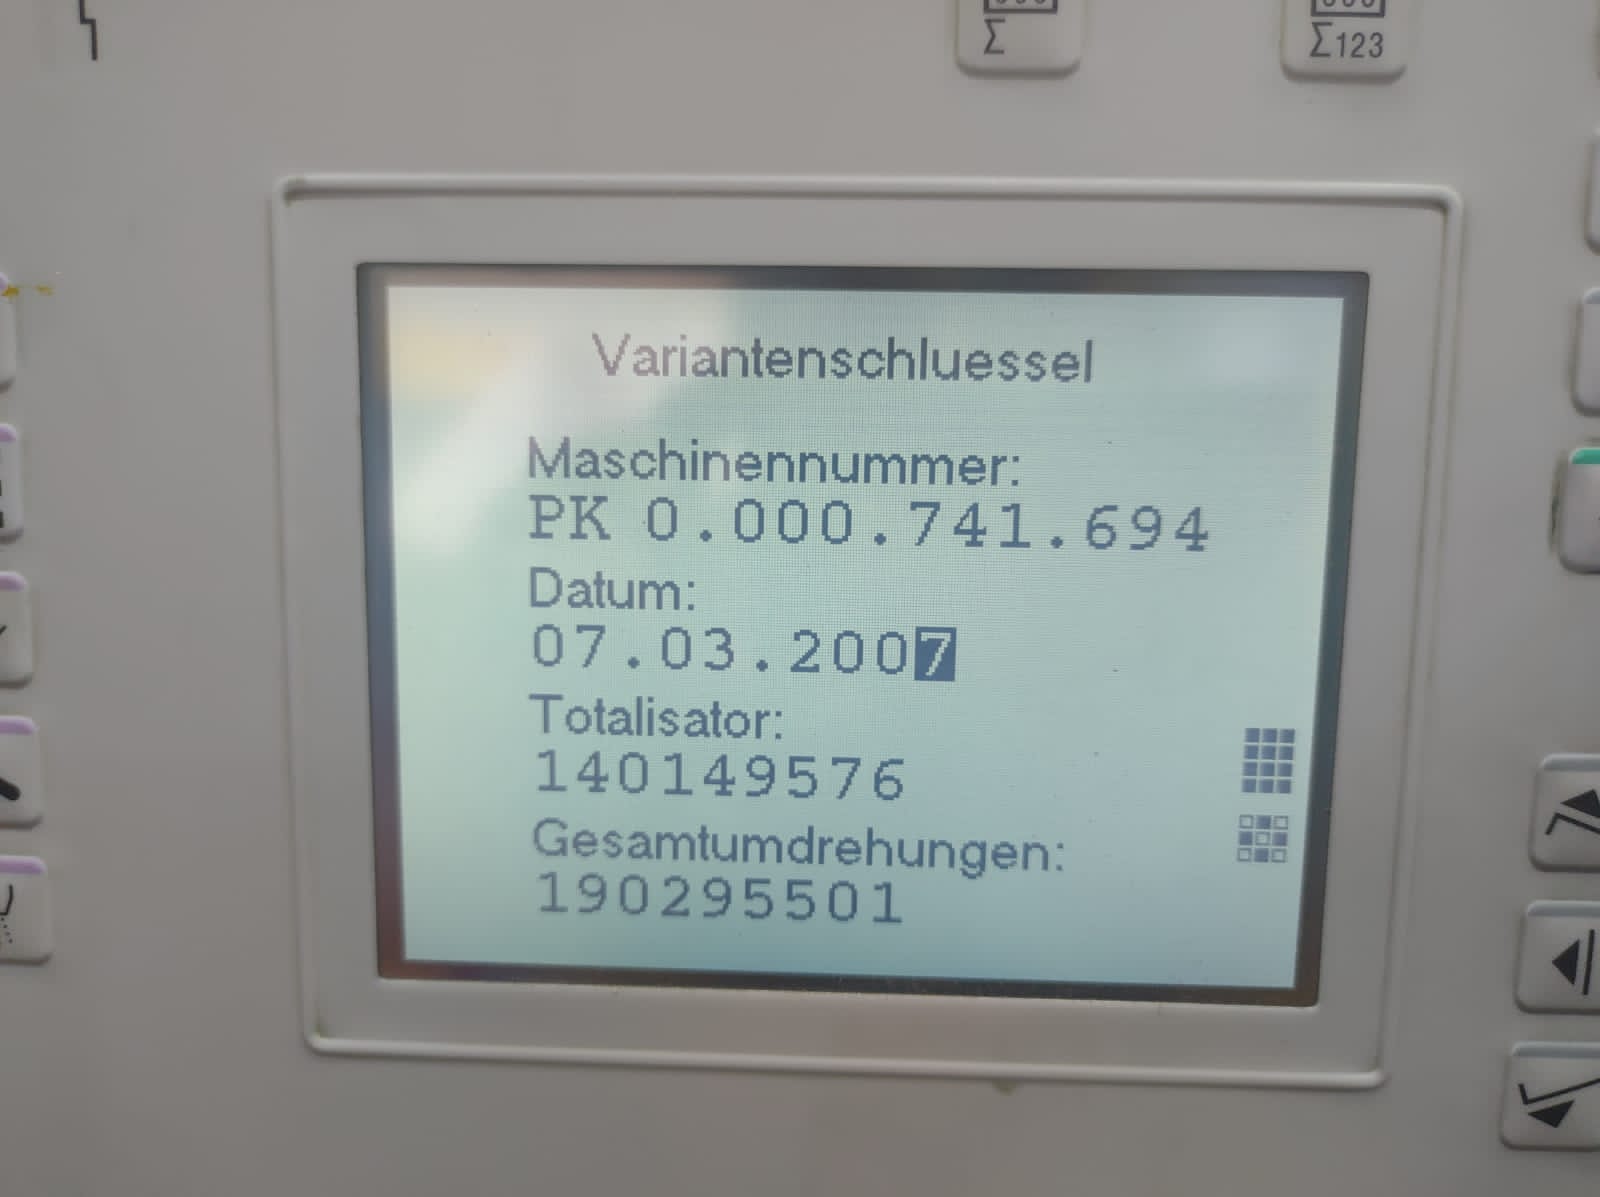 Σ
Σ123
Variantenschluessel
Maschinennummer:
PK 0.000.741.694
Datum:
07.03.2007
Totalisator:
140149576
Gesamtumdrehungen:
190295501